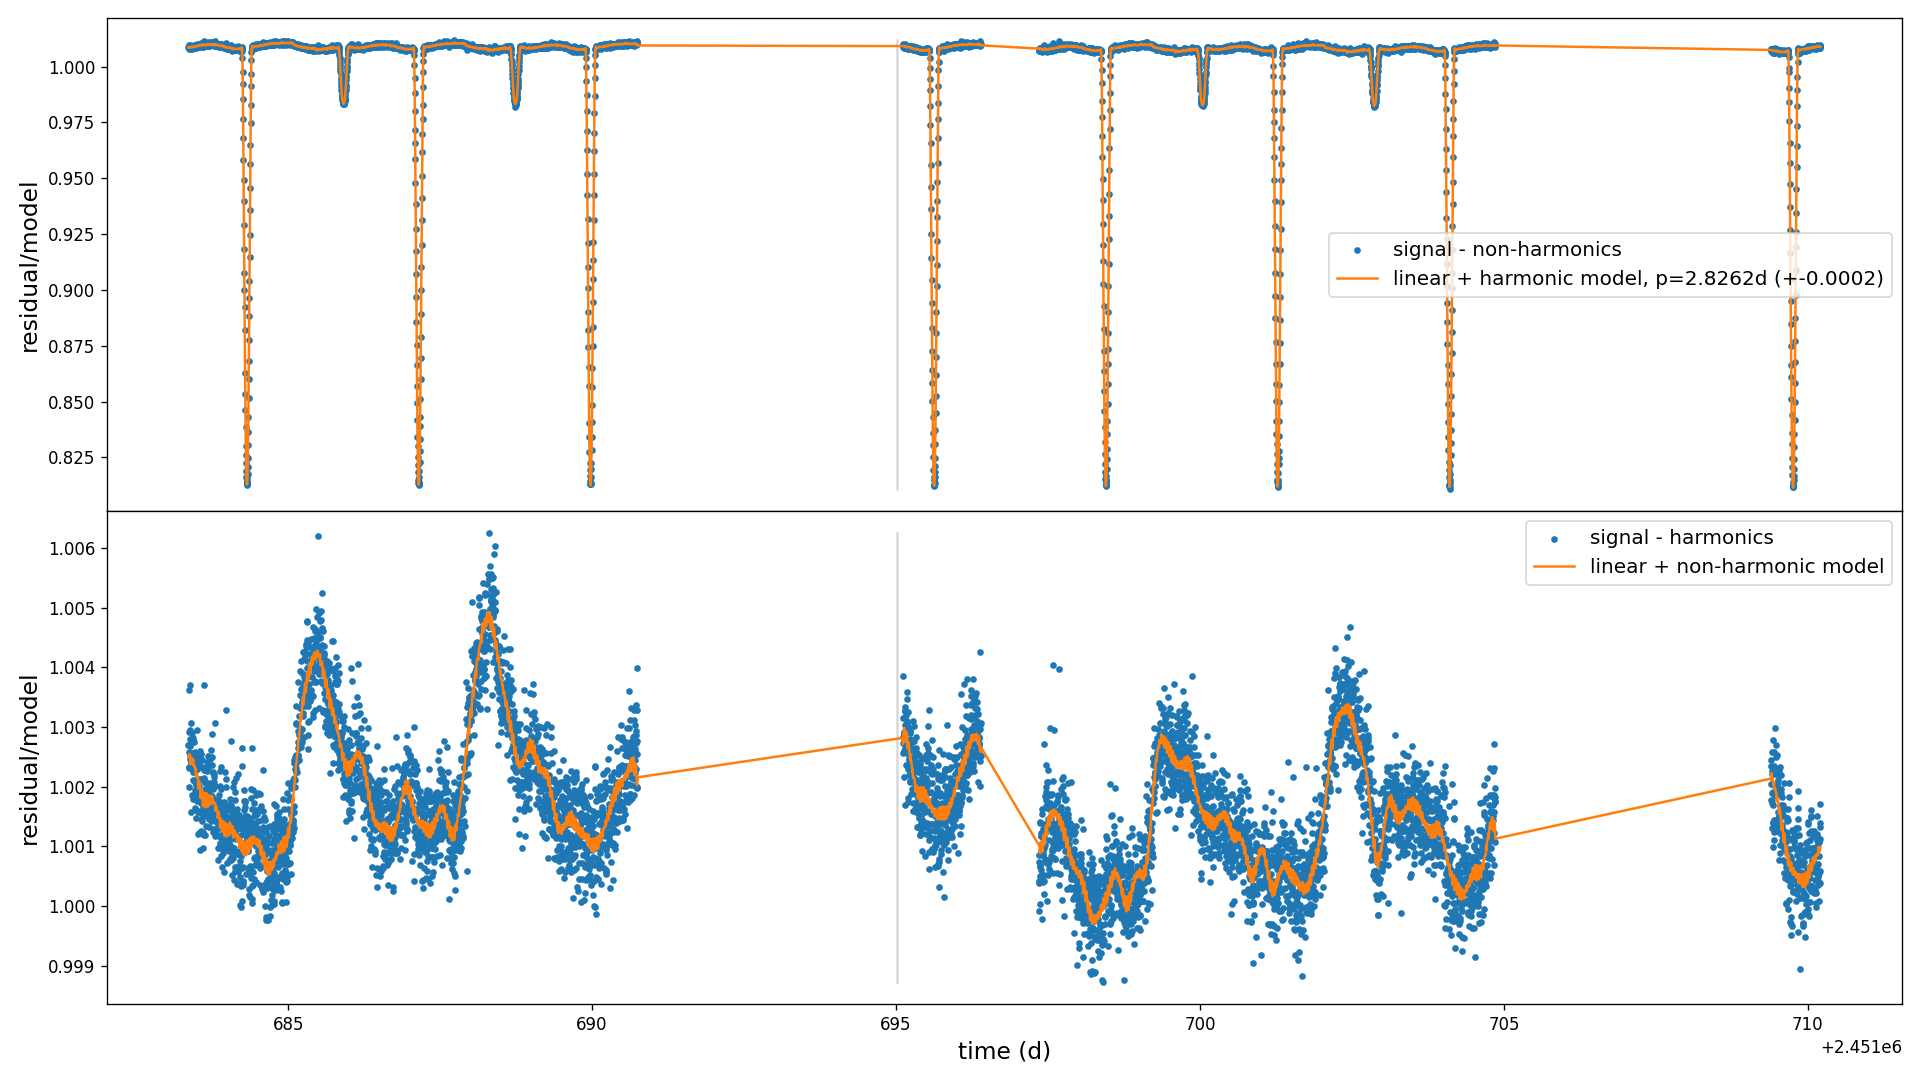 1.000
0.975
0.950
0.925
0.900
0.875
0.850
0.825
residual/model
signal - non-harmonics
linear + harmonic model, p=2.8262d (+-0.0002)
1.006
1.005
1.004
1.003
1.002
1.001
1.000
0.999
residual/model
signal - harmonics
linear + non-harmonic model
685 690 695 700 705 710
time (d)
+2.451e6